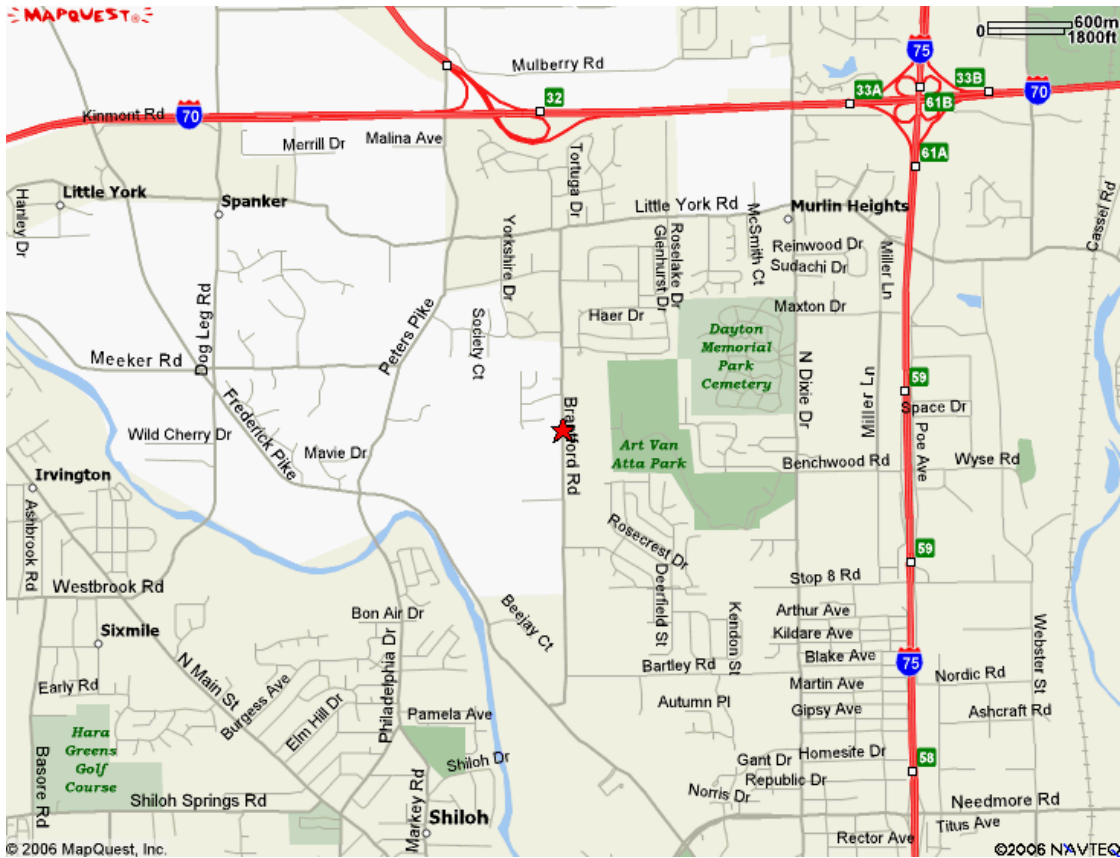 MAPQUEST
600m
0
1800ft
75
Mulberry Rd
33B
33A
32
70
61B
Kinmont Rd
70
Malina Ave
Merrill Dr
61A
Tortuga Dr
Little York
Spanker
Little York Rd
McSmith Ct
Murlin Heights
Cassel Rd
Hanley Dr
Yorkshire Dr
Roselake Dr
Glenhurst Dr
Reinwood Dr
Sudachi Dr
Miller Ln
Dog Leg Rd
Peters Pike
Society Ct
Haer Dr
Maxton Dr
Dayton
Memorial
Park
Cemetery
Meeker Rd
N Dixie Dr
Miller Ln
59
Space Dr
Frederick Pike
Brantford Rd
Poe Ave
Wild Cherry Dr
Mavie Dr
Art Van
Atta Park
Benchwood Rd
Wyse Rd
Irvington
Ashbrook Rd
Rosecrest Dr
59
Deerfield St
Stop 8 Rd
Westbrook Rd
Bon Air Dr
Beejay Ct
Kendon St
Arthur Ave
Kildare Ave
Webster St
Sixmile
Philadelphia Dr
Blake Ave
75
Early Rd
N Main St
Burgess Ave
Bartley Rd
Nordic Rd
Martin Ave
Elm Hill Dr
Autumn Pl
Gipsy Ave
Ashcraft Rd
Pamela Ave
Hara
Greens
Golf
Course
Basore Rd
Shiloh Dr
Homesite Dr
Gant Dr
58
Republic Dr
Norris Dr
Markey Rd
Shiloh Springs Rd
Shiloh
Needmore Rd
Titus Ave
Rector Ave
© 2006 MapQuest, Inc.
©2006 NAVTEQ